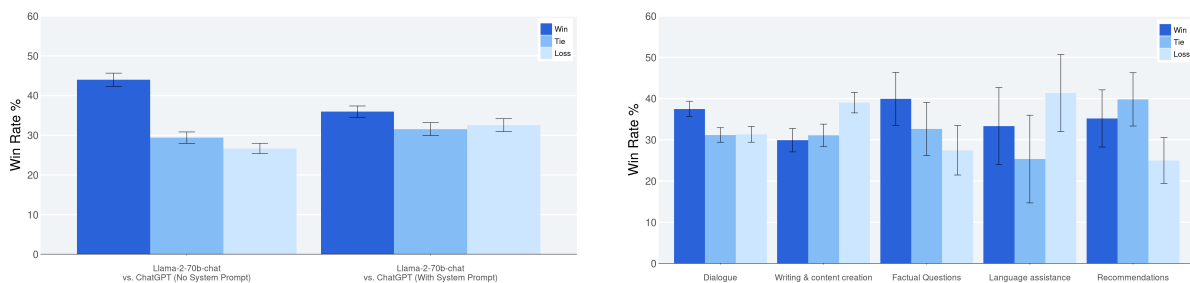 Win Rate %
60
50
40
30
20
10
0
Win
Tie
Loss
Llama-2-70b-chat
vs. ChatGPT (No System Prompt)
Llama-2-70b-chat
vs. ChatGPT (With System Prompt)
Win Rate %
60
50
40
30
20
10
0
Win
Tie
Loss
Dialogue
Writing & content creation
Factual Questions
Language assistance
Recommendations